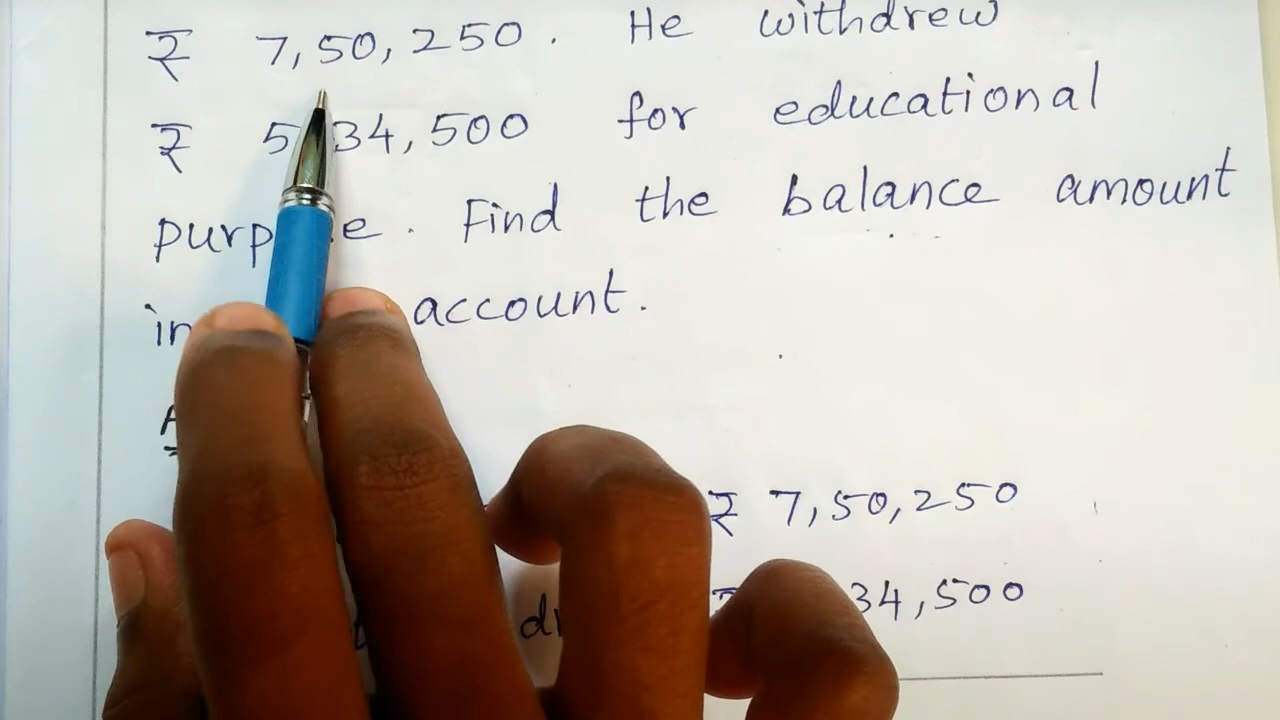 ₹ 7,50,250. He withdrew
₹ 5,34,500 for educational
purpose. Find the balance amount
in account.
₹ 7,50,250
₹ 34,500